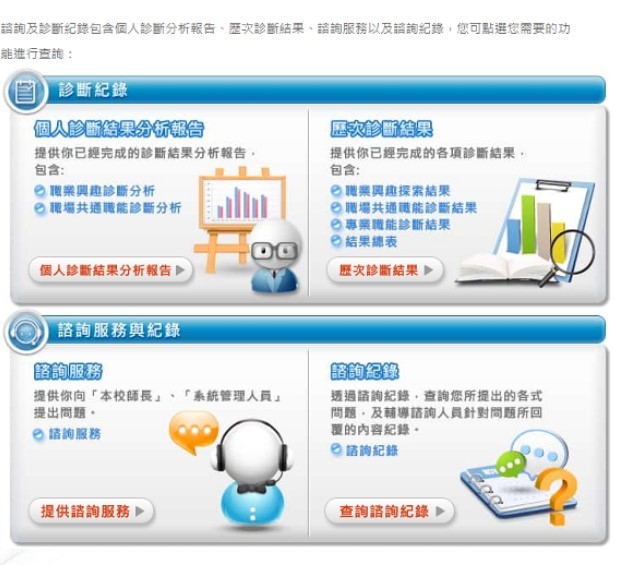 諮詢及診斷紀錄包含個人診斷分析報告、歷次診斷結果、諮詢服務以及諮詢紀錄，您可點選您需要的功
能進行查詢：
診斷紀錄
個人診斷結果分析報告
提供你已經完成的診斷結果分析報告，
包含:
職業興趣診斷分析
職場共通職能診斷分析
個人診斷結果分析報告
歷次診斷結果
提供你已經完成的各項診斷結果，
包含:
職業興趣探索結果
職場共通職能診斷結果
專業職能診斷結果
結果總表
歷次診斷結果
諮詢服務與紀錄
諮詢服務
提供你向「本校師長」、「系統管理人員」
提出問題。
諮詢服務
提供諮詢服務
諮詢紀錄
透過諮詢紀錄，查詢您所提出的各式
問題，及輔導諮詢人員針對問題所回
覆的內容紀錄。
諮詢紀錄
查詢諮詢紀錄